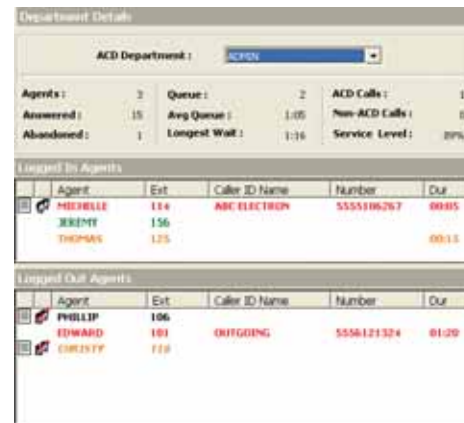 Department Details
ACD Department : ADMIN
Agents : 3 Queue : 2 ACD Calls : 1
Answered : 15 Avg Queue : 1:05 Non-ACD Calls :
Abandoned : 1 Longest Wait : 1:16 Service Level :
Logged In Agents
Agent Ext Caller ID Name Number Dur
MICHELLE 114 ABC ELECTRON 5555106267 00:05
JEREMY 156
THOMAS 125 00:13
Logged Out Agents
Agent Ext Caller ID Name Number Dur
PHILLIP 106
EDWARD 101 OUTGOING 5556121324 01:20
CHRISTY 110